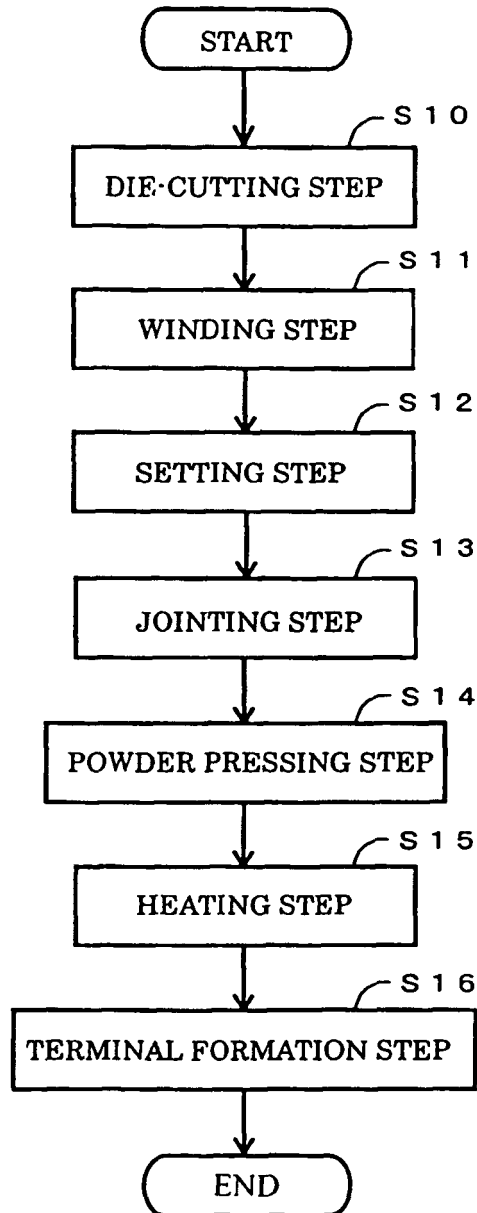 START
S10
DIE-CUTTING STEP
S11
WINDING STEP
S12
SETTING STEP
S13
JOINTING STEP
S14
POWDER PRESSING STEP
S15
HEATING STEP
S16
TERMINAL FORMATION STEP
END